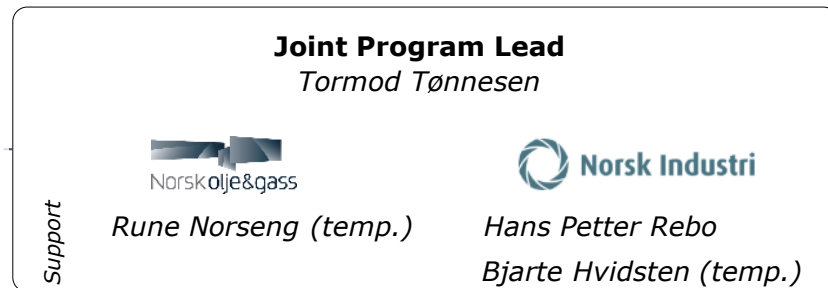 Joint Program Lead
Tormod Tønnesen
Norskolje&gass
Norsk Industri
Support
Rune Norseng (temp.)
Hans Petter Rebo
Bjarte Hvidsten (temp.)